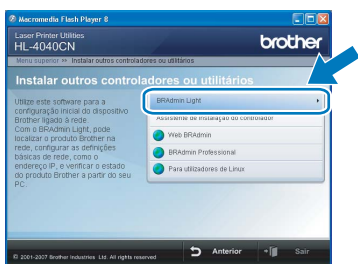 Macromedia Flash Player 8
Laser Printer Utilities
HL-4040CN
brother
Menu superior >> Instalar outros controladores ou utilitários
Instalar outros controladores ou utilitários
Utilize este software para a
configuração inicial do dispositivo
Brother ligado à rede.
Com o BRAdmin Light, pode
localizar o produto Brother na
rede, configurar as definições
básicas de rede, como o
endereço IP, e verificar o estado
do produto Brother a partir do seu
PC.
BRAdmin Light
Assistente de instalação do controlador
Web BRAdmin
BRAdmin Professional
Para utilizadores de Linux
© 2001-2007 Brother Industries Ltd. All rights reserved
Anterior
Sair